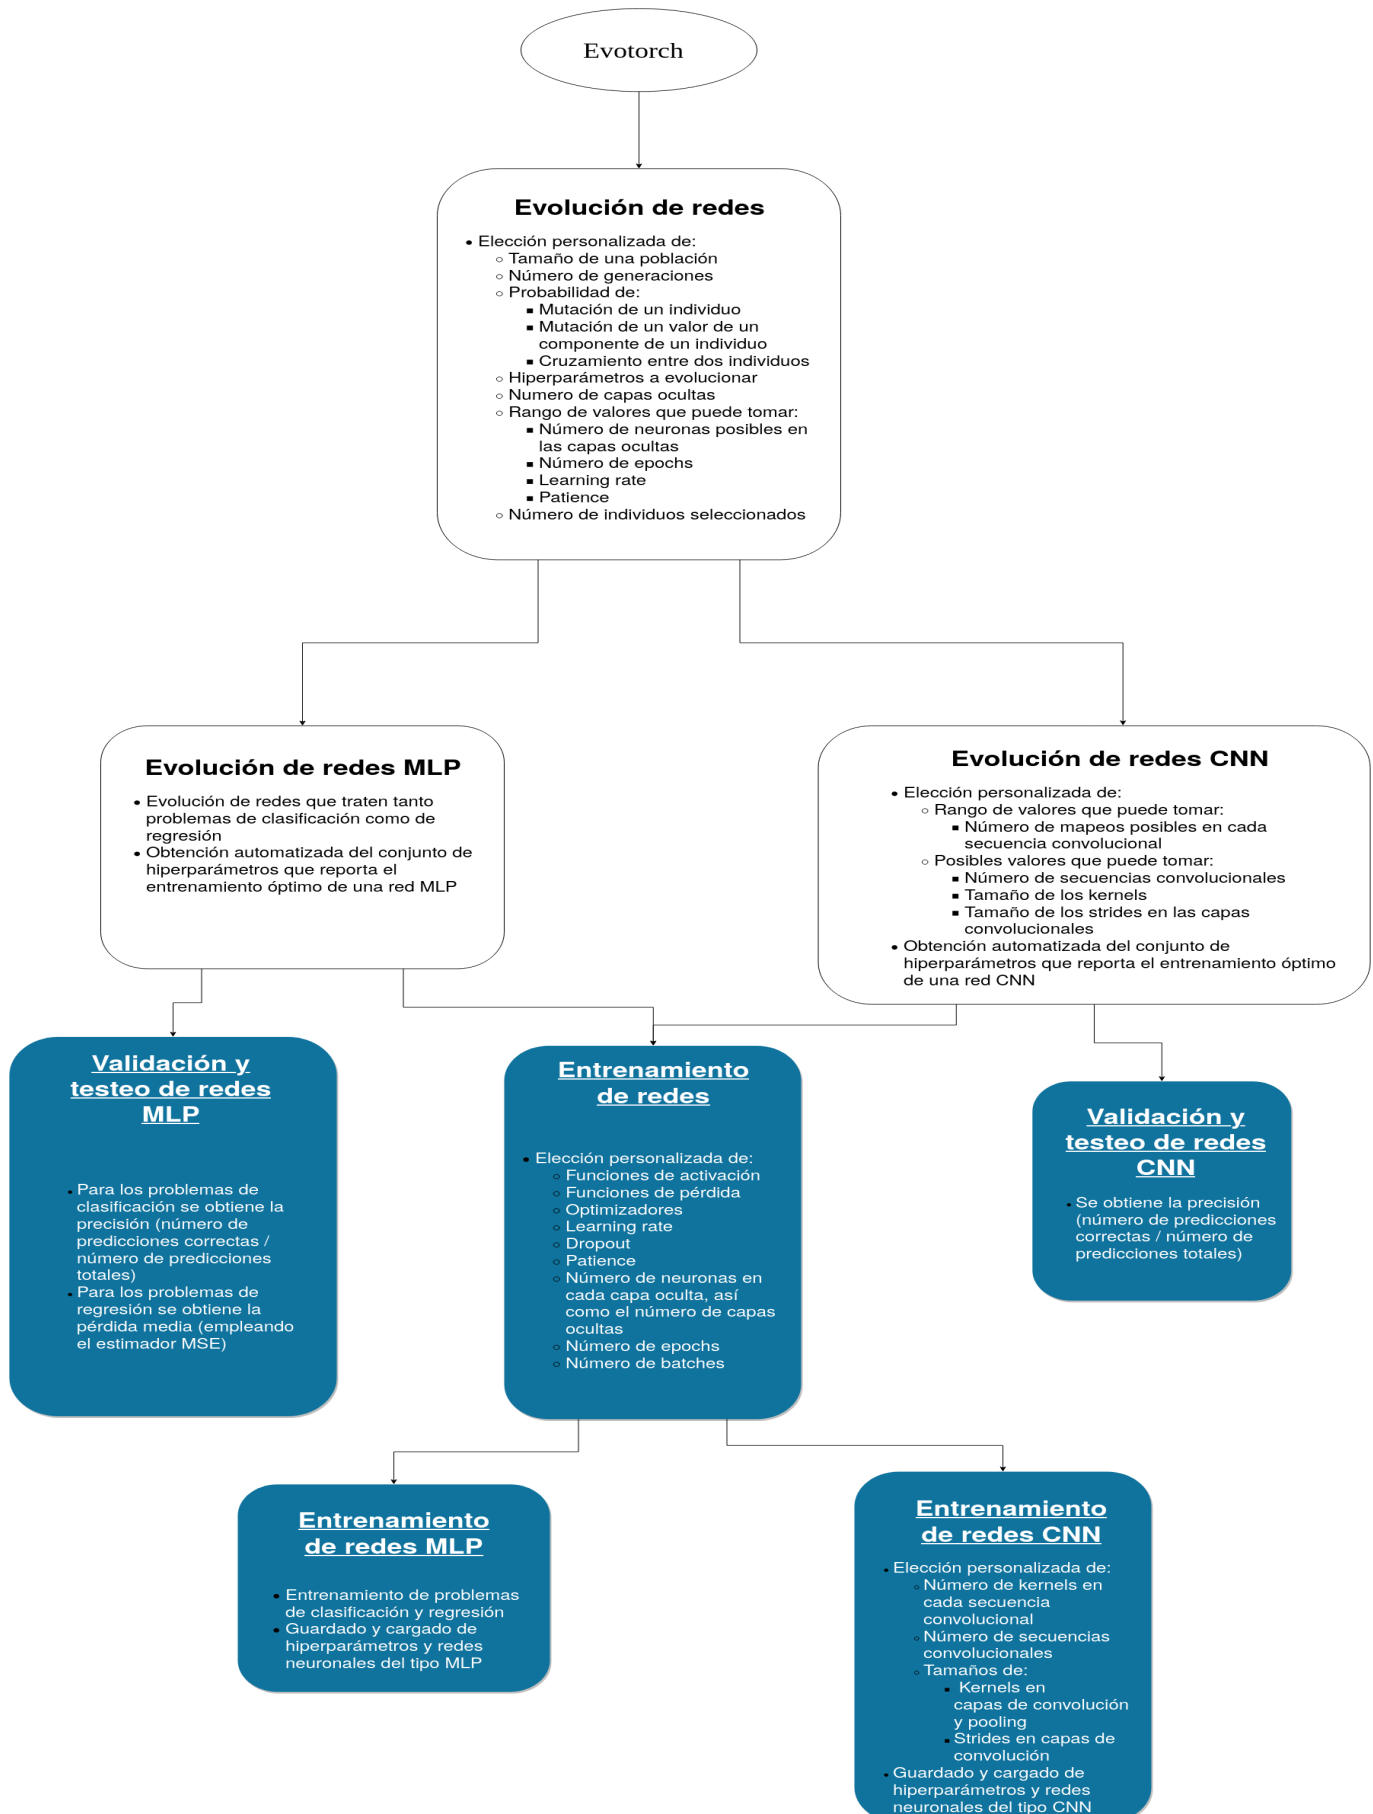 Evotorch
Evolución de redes
Elección personalizada de:
Tamaño de una población
Número de generaciones
Probabilidad de:
Mutación de un individuo
Mutación de un valor de un
componente de un individuo
Cruzamiento entre dos individuos
Hiperparámetros a evolucionar
Numero de capas ocultas
Rango de valores que puede tomar:
Número de neuronas posibles en
las capas ocultas
Número de epochs
Learning rate
Patience
Número de individuos seleccionados
Evolución de redes MLP
Evolución de redes que traten tanto
problemas de clasificación como de
regresión
Obtención automatizada del conjunto de
hiperparámetros que reporta el
entrenamiento óptimo de una red MLP
Evolución de redes CNN
Elección personalizada de:
Rango de valores que puede tomar:
Número de mapeos posibles en cada
secuencia convolucional
Posibles valores que puede tomar:
Número de secuencias convolucionales
Tamaño de los kernels
Tamaño de los strides en las capas
convolucionales
Obtención automatizada del conjunto de
hiperparámetros que reporta el entrenamiento óptimo
de una red CNN
Validación y
testeo de redes
MLP
Para los problemas de
clasificación se obtiene la
precisión (número de
predicciones correctas /
número de predicciones
totales)
Para los problemas de
regresión se obtiene la
pérdida media (empleando
el estimador MSE)
Entrenamiento
de redes
Elección personalizada de:
Funciones de activación
Funciones de pérdida
Optimizadores
Learning rate
Dropout
Patience
Número de neuronas en
cada capa oculta, así
como el número de capas
ocultas
Número de epochs
Número de batches
Validación y
testeo de redes
CNN
Se obtiene la precisión
(número de predicciones
correctas / número de
predicciones totales)
Entrenamiento
de redes MLP
Entrenamiento de problemas
de clasificación y regresión
Guardado y cargado de
hiperparámetros y redes
neuronales del tipo MLP
Entrenamiento
de redes CNN
Elección personalizada de:
Número de kernels en
cada secuencia
convolucional
Número de secuencias
convolucionales
Tamaños de:
Kernels en
capas de convolución
y pooling
Strides en capas de
convolución
Guardado y cargado de
hiperparámetros y redes
neuronales del tipo CNN